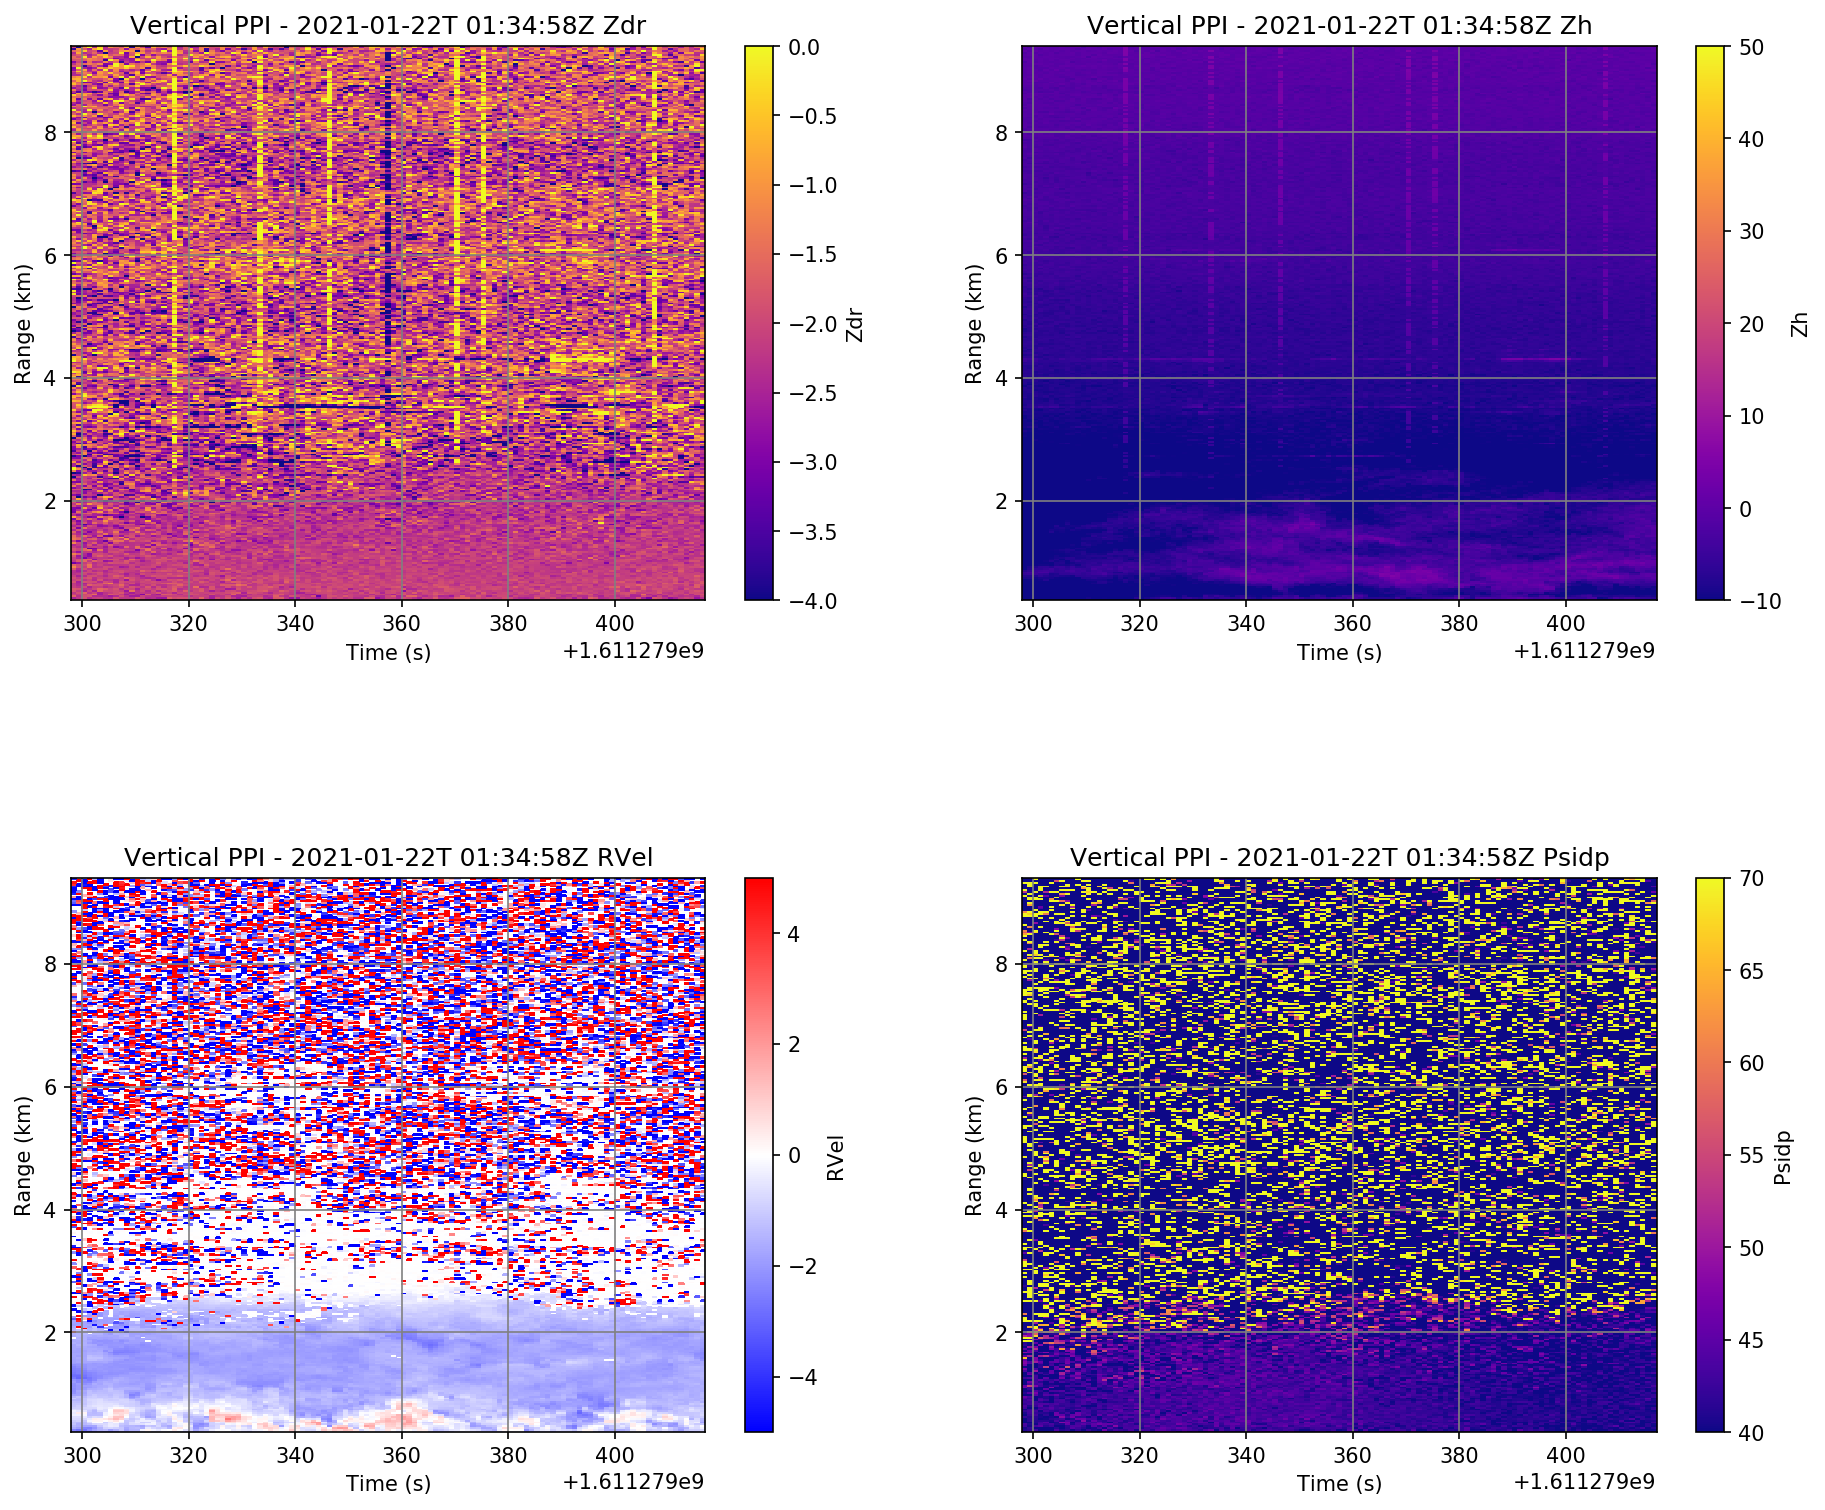 Vertical PPI - 2021-01-22T 01:34:58Z Zdr
Range (km)
8
6
4
2
300 320 340 360 380 400
Time (s)
+1.611279e9
0.0
−0.5
−1.0
−1.5
−2.0
−2.5
−3.0
−3.5
−4.0
Zdr
Vertical PPI - 2021-01-22T 01:34:58Z Zh
Range (km)
8
6
4
2
300 320 340 360 380 400
Time (s)
+1.611279e9
50
40
30
20
10
0
−10
Zh
Vertical PPI - 2021-01-22T 01:34:58Z RVel
Range (km)
8
6
4
2
300 320 340 360 380 400
Time (s)
+1.611279e9
4
2
0
−2
−4
RVel
Vertical PPI - 2021-01-22T 01:34:58Z Psidp
Range (km)
8
6
4
2
300 320 340 360 380 400
Time (s)
+1.611279e9
70
65
60
55
50
45
40
Psidp